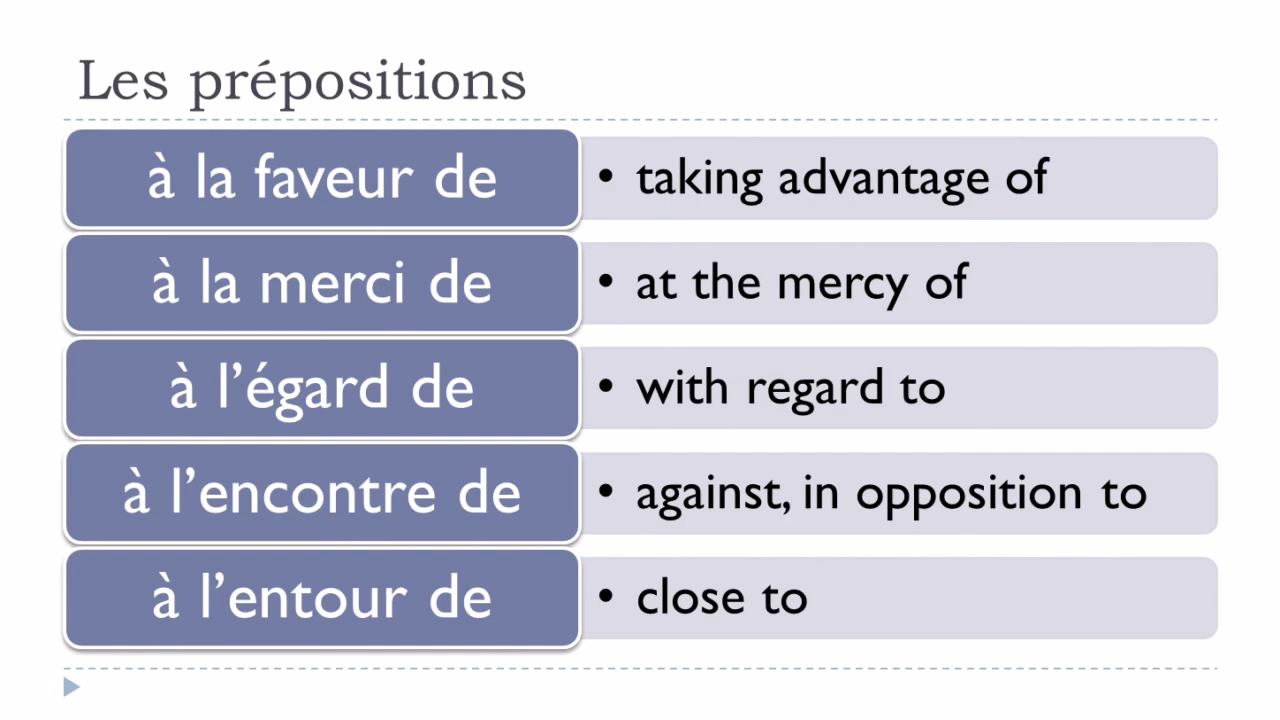 Les prépositions
à la faveur de
• taking advantage of
à la merci de
• at the mercy of
à l’égard de
• with regard to
à l’encontre de
• against, in opposition to
à l’entour de
• close to